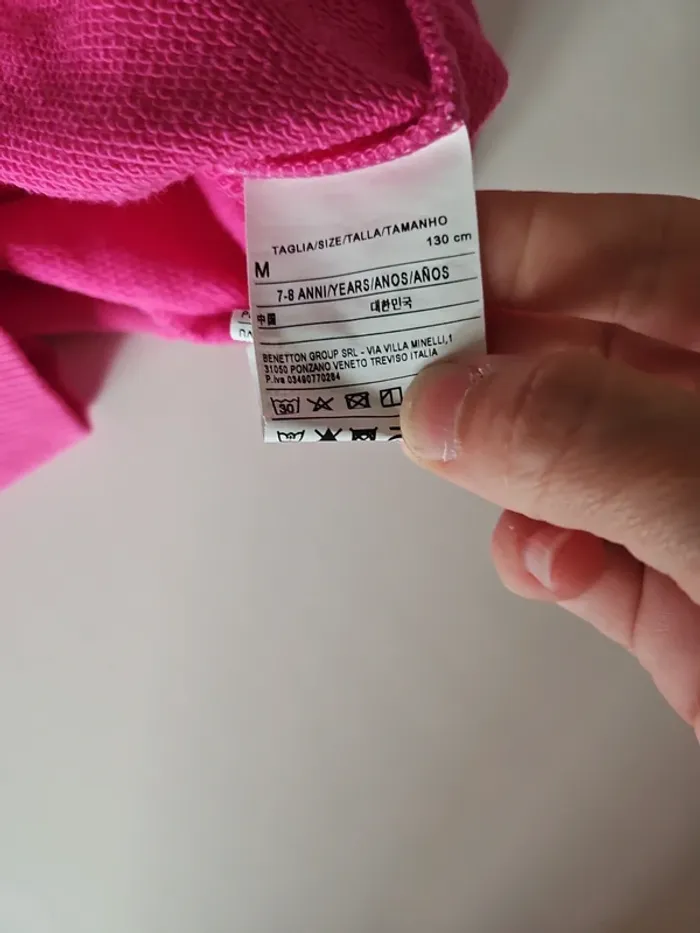 TAGLIA/SIZE/TALLA/TAMANHO
130 cm
M
7-8 ANNI/YEARS/ANOS/AÑOS
中国 대한민국
BENETTON GROUP SRL - VIA VILLA MINELLI,1
31050 PONZANO VENETO TREVISO ITALIA
P.iva 03490770264
30